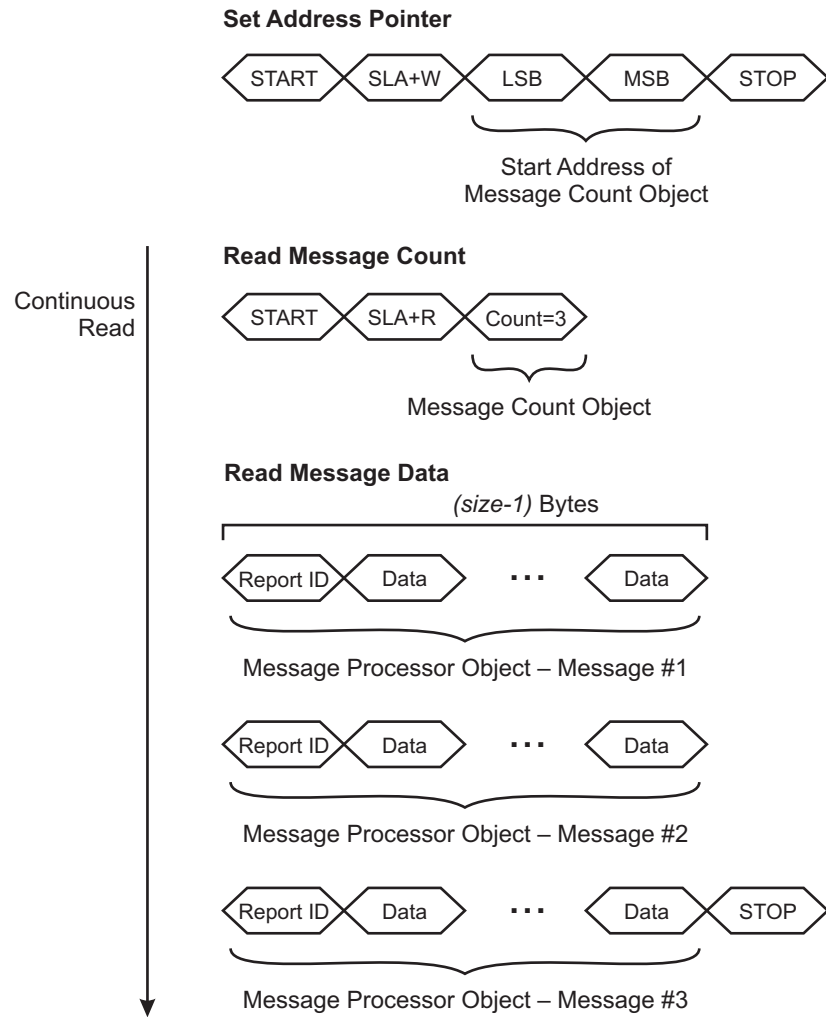 Set Address Pointer
START SLA+W LSB MSB STOP
Start Address of
Message Count Object
Read Message Count
Continuous
Read
START SLA+R Count=3
Message Count Object
Read Message Data
(size-1) Bytes
Report ID Data ... Data
Message Processor Object – Message #1
Report ID Data ... Data
Message Processor Object – Message #2
Report ID Data ... Data STOP
Message Processor Object – Message #3